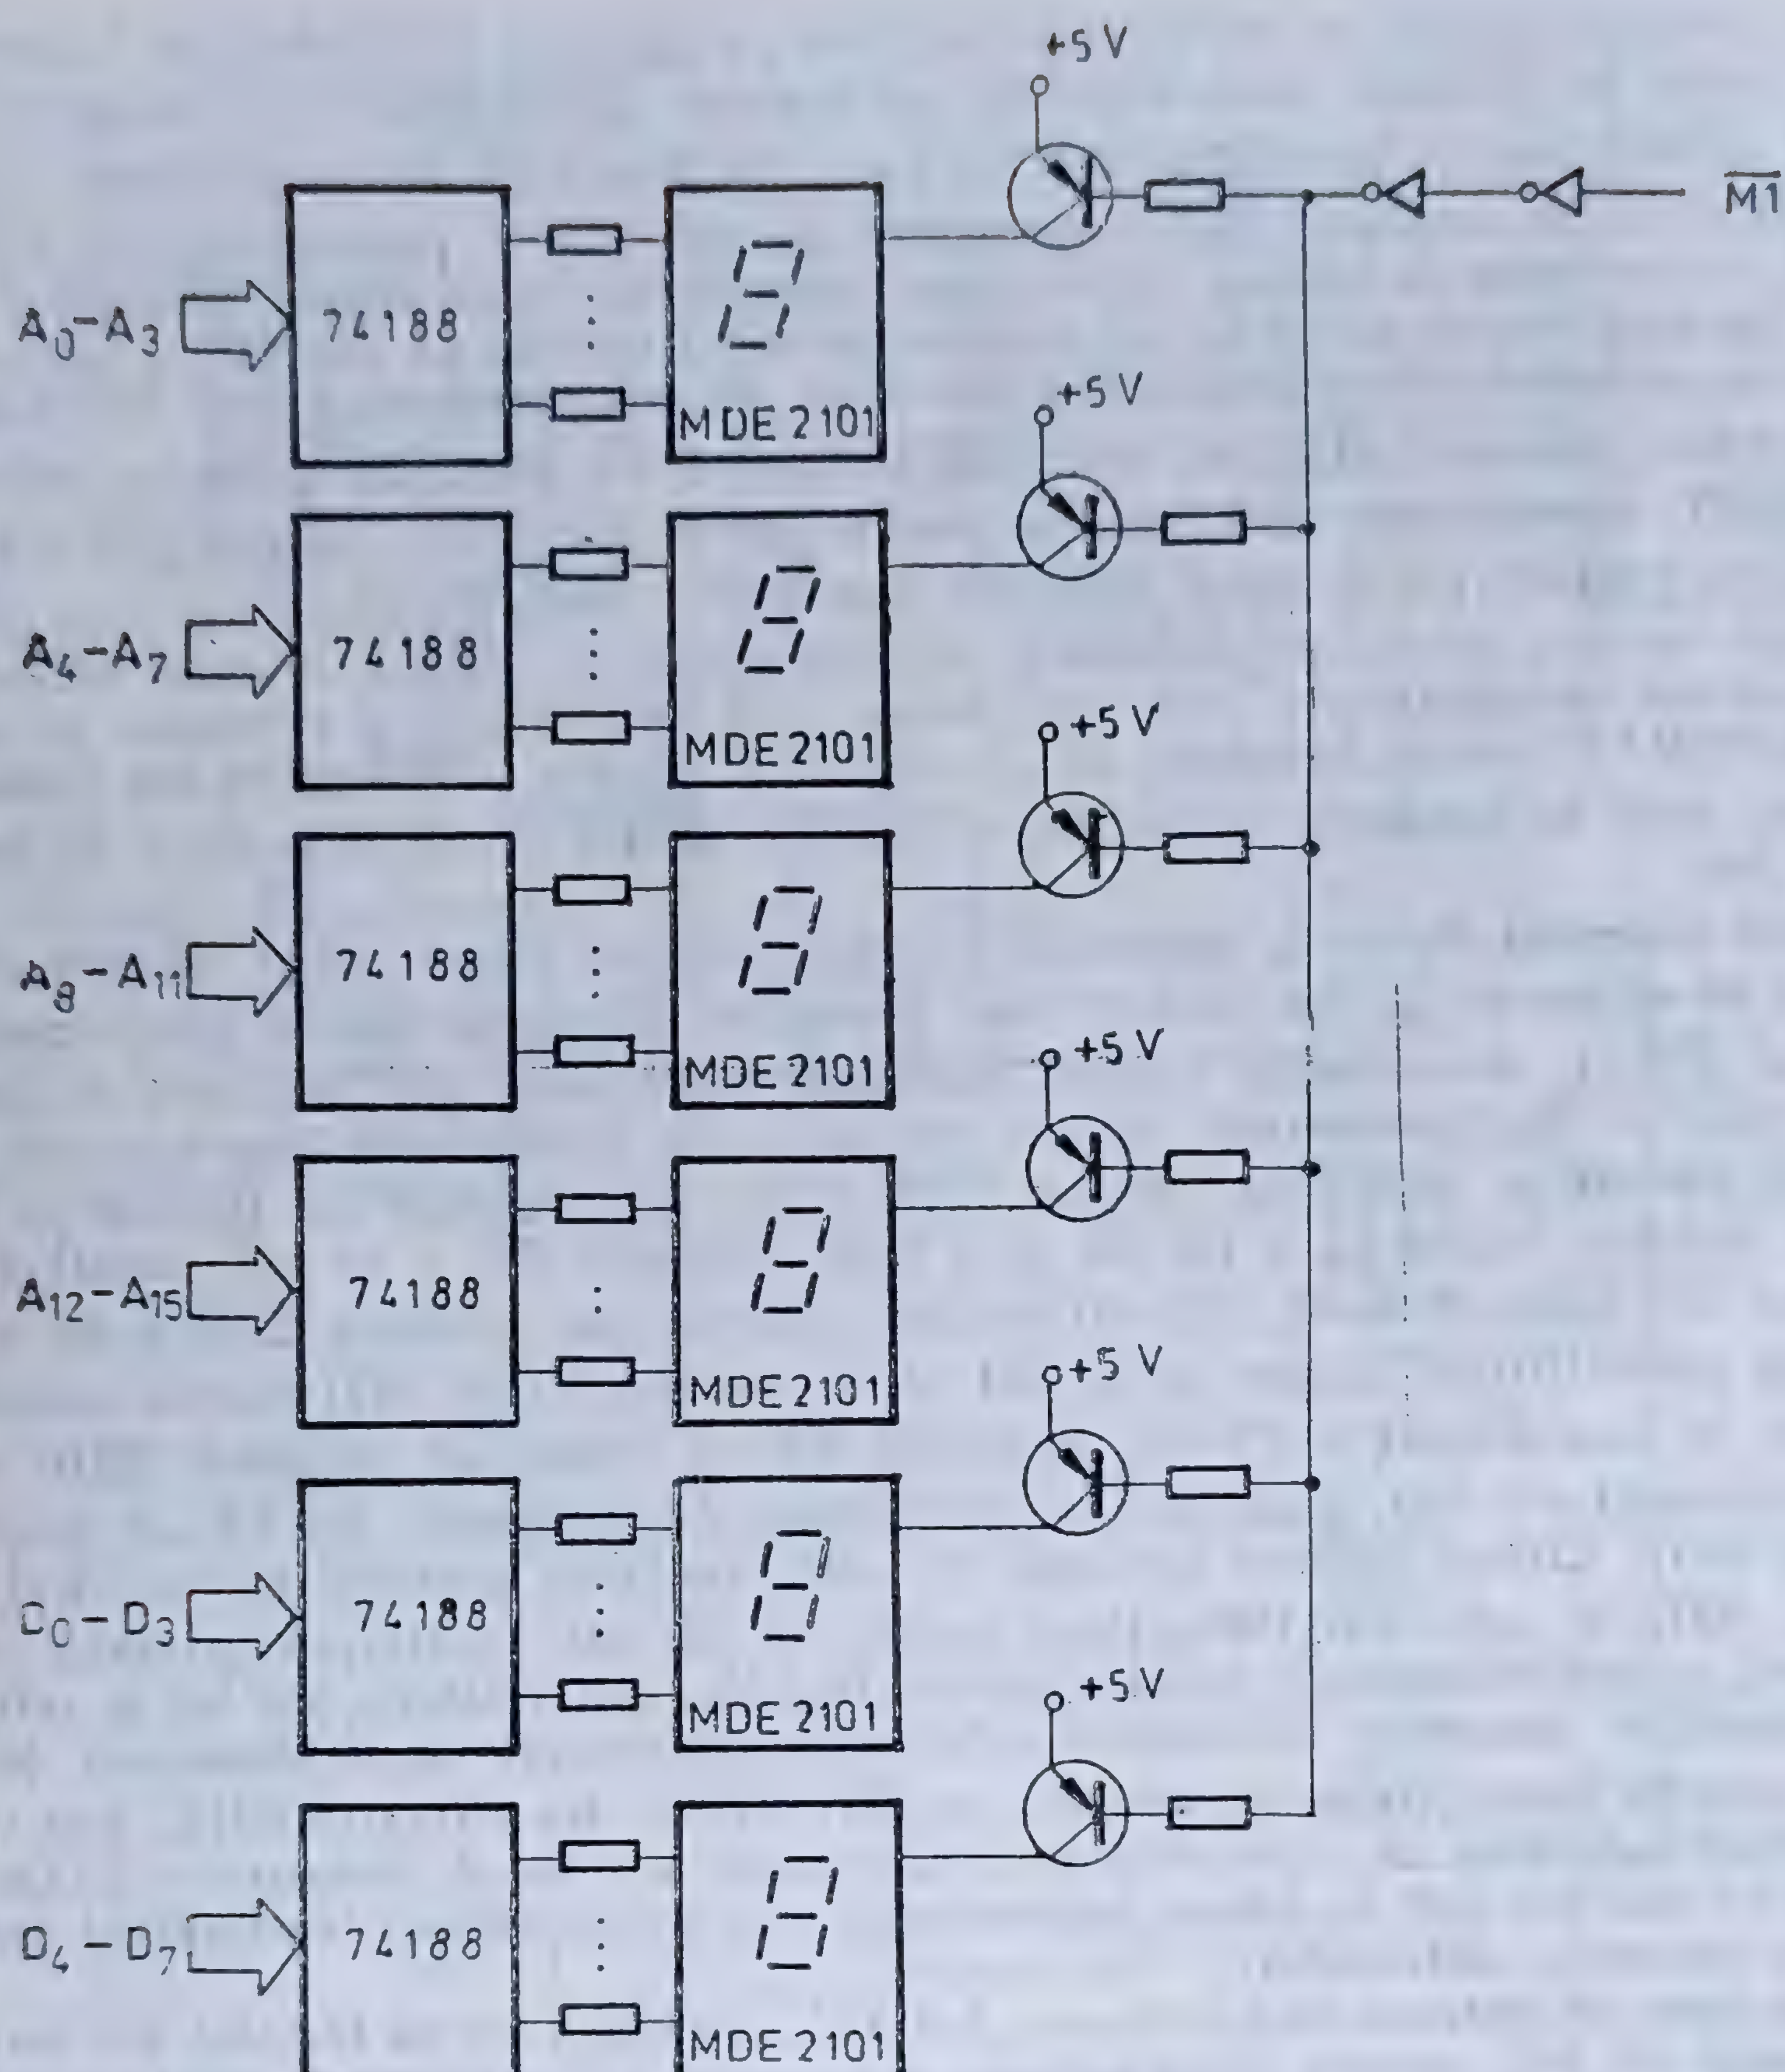 +5 V
M̅1̅
A₀-A₃
74188
MDE 2101
+5 V
A₄-A₇
74188
MDE 2101
+5 V
A₈-A₁₁
74188
MDE 2101
+5 V
A₁₂-A₁₅
74188
MDE 2101
+5 V
D₀-D₃
74188
MDE 2101
+5 V
D₄-D₇
74188
MDE 2101